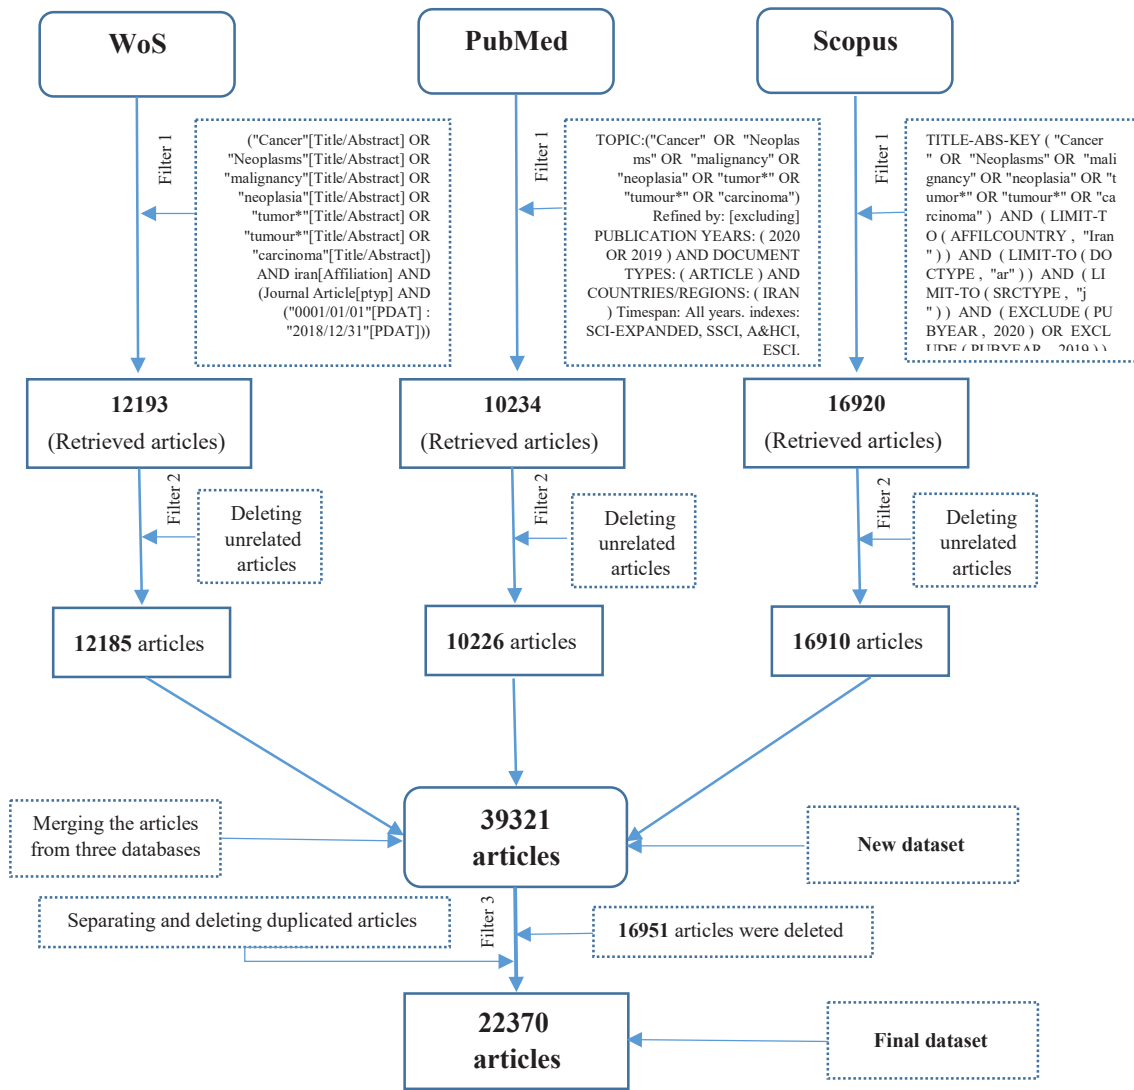 WoS
PubMed
Scopus
Filter 1
("Cancer"[Title/Abstract] OR
"Neoplasms"[Title/Abstract] OR
"malignancy"[Title/Abstract] OR
"neoplasia"[Title/Abstract] OR
"tumor*"[Title/Abstract] OR
"tumour*"[Title/Abstract] OR
"carcinoma"[Title/Abstract])
AND iran[Affiliation] AND
(Journal Article[ptyp] AND
("0001/01/01"[PDAT] :
"2018/12/31"[PDAT]))
Filter 1
TOPIC:("Cancer" OR "Neoplas
ms" OR "malignancy" OR
"neoplasia" OR "tumor*" OR
"tumour*" OR "carcinoma")
Refined by: [excluding]
PUBLICATION YEARS: ( 2020
OR 2019 ) AND DOCUMENT
TYPES: ( ARTICLE ) AND
COUNTRIES/REGIONS: ( IRAN
) Timespan: All years. indexes:
SCI-EXPANDED, SSCI, A&HCI,
ESCI.
Filter 1
TITLE-ABS-KEY ( "Cancer
" OR "Neoplasms" OR "mali
gnancy" OR "neoplasia" OR "t
umor*" OR "tumour*" OR "ca
rcinoma" ) AND ( LIMIT-T
O ( AFFILCOUNTRY , "Iran
" ) ) AND ( LIMIT-TO ( DO
CTYPE , "ar" ) ) AND ( LI
MIT-TO ( SRCTYPE , "j
" ) ) AND ( EXCLUDE ( PU
BYEAR , 2020 ) OR EXCL
UDE ( PUBYEAR , 2019 ) )
12193
(Retrieved articles)
10234
(Retrieved articles)
16920
(Retrieved articles)
Filter 2
Deleting
unrelated
articles
Filter 2
Deleting
unrelated
articles
Filter 2
Deleting
unrelated
articles
12185 articles
10226 articles
16910 articles
Merging the articles
from three databases
39321
articles
New dataset
Separating and deleting duplicated articles
Filter 3
16951 articles were deleted
22370
articles
Final dataset